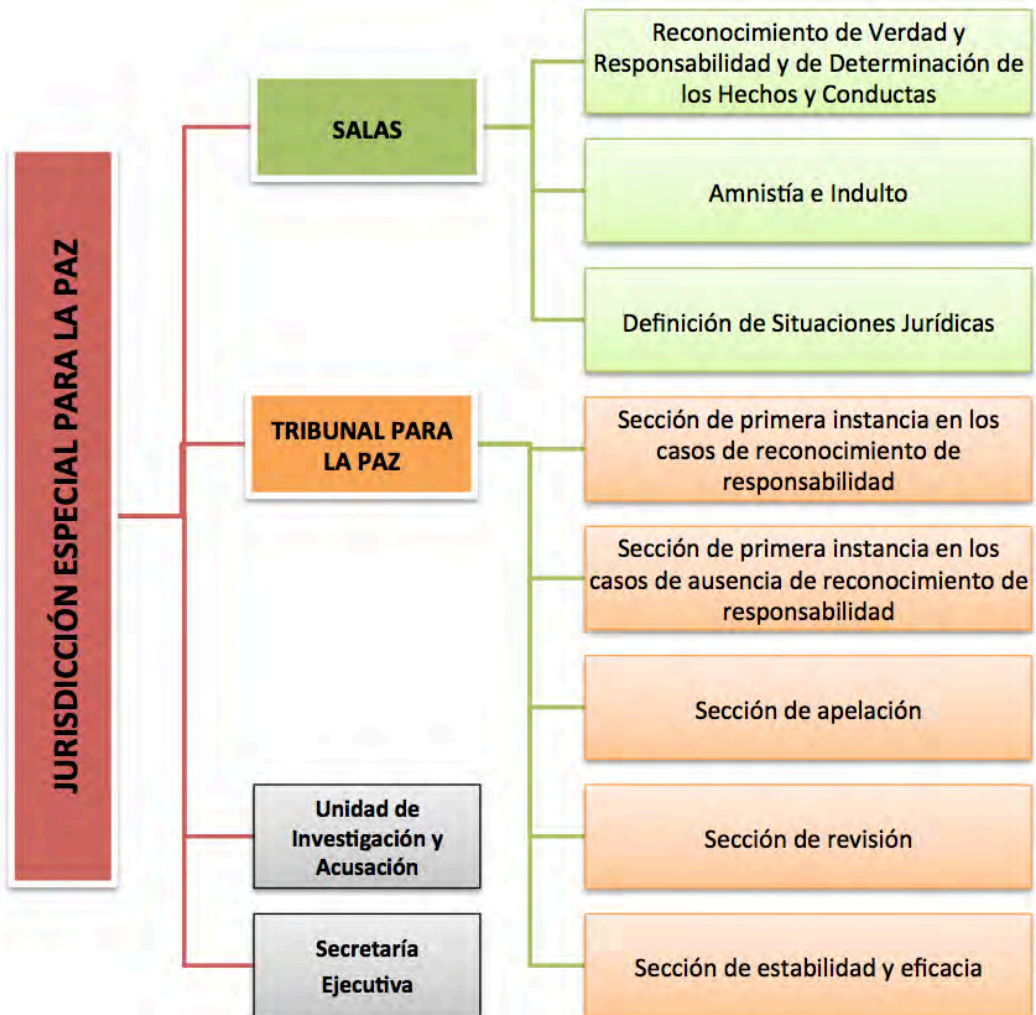 JURISDICCIÓN ESPECIAL PARA LA PAZ
SALAS
Reconocimiento de Verdad y
Responsabilidad y de Determinación de
los Hechos y Conductas
Amnistía e Indulto
Definición de Situaciones Jurídicas
TRIBUNAL PARA
LA PAZ
Sección de primera instancia en los
casos de reconocimiento de
responsabilidad
Sección de primera instancia en los
casos de ausencia de reconocimiento de
responsabilidad
Sección de apelación
Sección de revisión
Sección de estabilidad y eficacia
Unidad de
Investigación y
Acusación
Secretaría
Ejecutiva